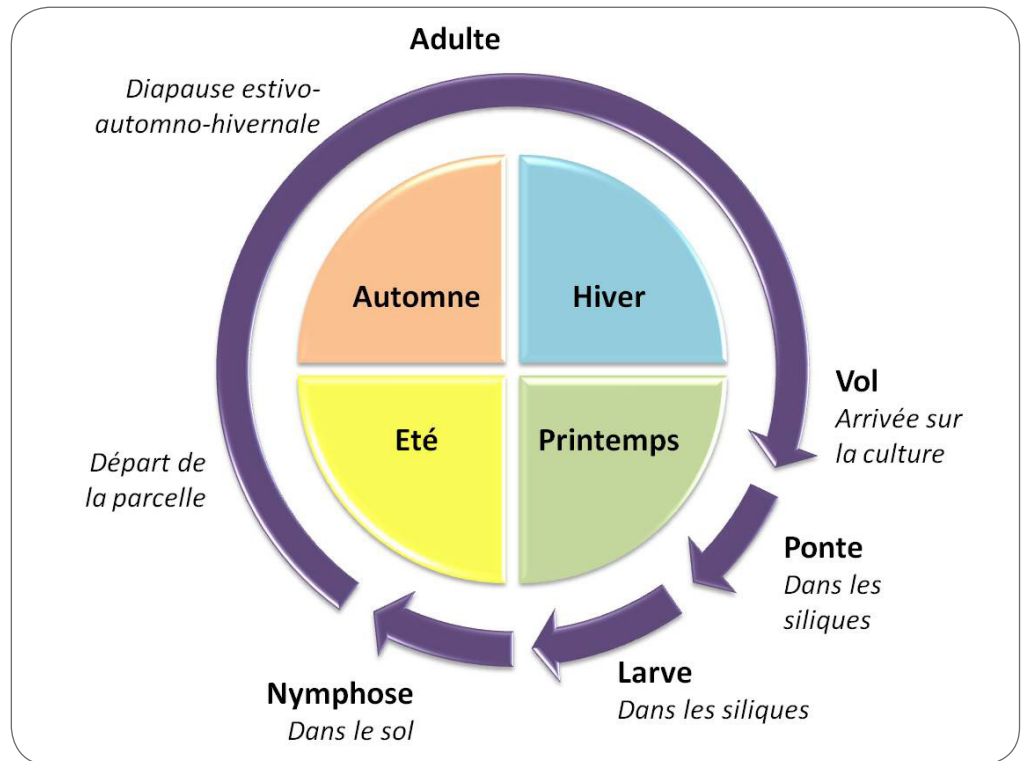 Adulte
Diapause estivo-
automno-hivernale
Automne
Hiver
Vol
Arrivée sur
la culture
Eté
Printemps
Départ de
la parcelle
Ponte
Dans les
siliques
Larve
Dans les siliques
Nymphose
Dans le sol